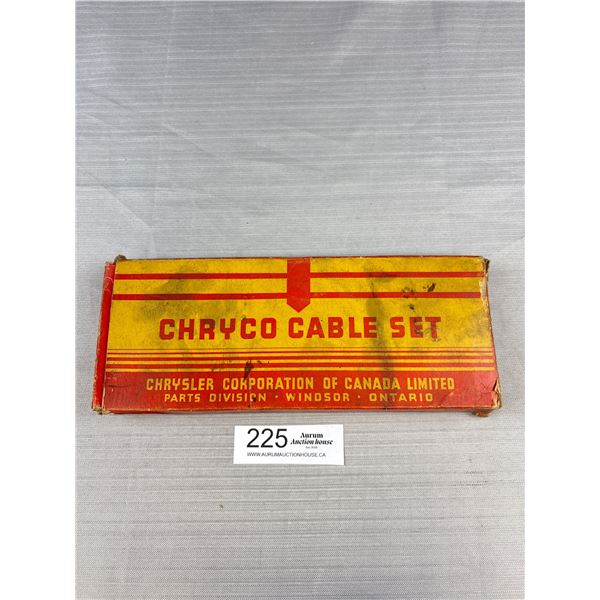 CHRYCO CABLE SET
CHRYSLER CORPORATION OF CANADA LIMITED
PARTS DIVISION · WINDSOR · ONTARIO
225 Aurum
Auction house
WWW.AURUMAUCTIONHOUSE.CA